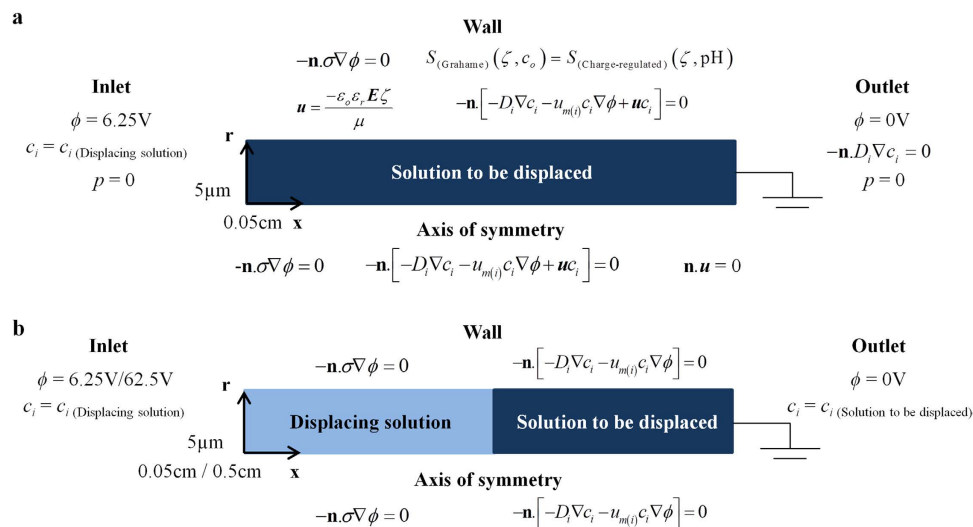 a
Wall
−n.σ∇ϕ = 0 S(Grahame)(ζ, cₒ) = S(Charge-regulated)(ζ, pH)
Inlet
Outlet
u = −εₒεᵣEζ / μ −n.[−Dᵢ∇cᵢ − uₘ₍ᵢ₎cᵢ∇ϕ + ucᵢ] = 0
ϕ = 6.25V
ϕ = 0V
cᵢ = cᵢ (Displacing solution)
−n.Dᵢ∇cᵢ = 0
p = 0
p = 0
r
Solution to be displaced
5µm
0.05cm x
Axis of symmetry
-n.σ∇ϕ = 0 −n.[−Dᵢ∇cᵢ − uₘ₍ᵢ₎cᵢ∇ϕ + ucᵢ] = 0 n.u = 0
b
Wall
Inlet
Outlet
−n.σ∇ϕ = 0 −n.[−Dᵢ∇cᵢ − uₘ₍ᵢ₎cᵢ∇ϕ] = 0
ϕ = 6.25V/62.5V
ϕ = 0V
cᵢ = cᵢ (Displacing solution)
cᵢ = cᵢ (Solution to be displaced)
r
Displacing solution
Solution to be displaced
5µm
0.05cm / 0.5cm x
Axis of symmetry
−n.σ∇ϕ = 0 −n.[−Dᵢ∇cᵢ − uₘ₍ᵢ₎cᵢ∇ϕ] = 0